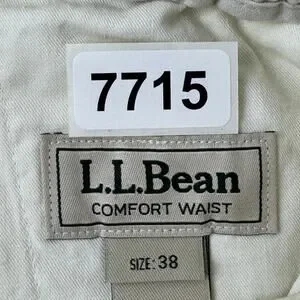 7715
L.L.Bean
COMFORT WAIST
SIZE: 38